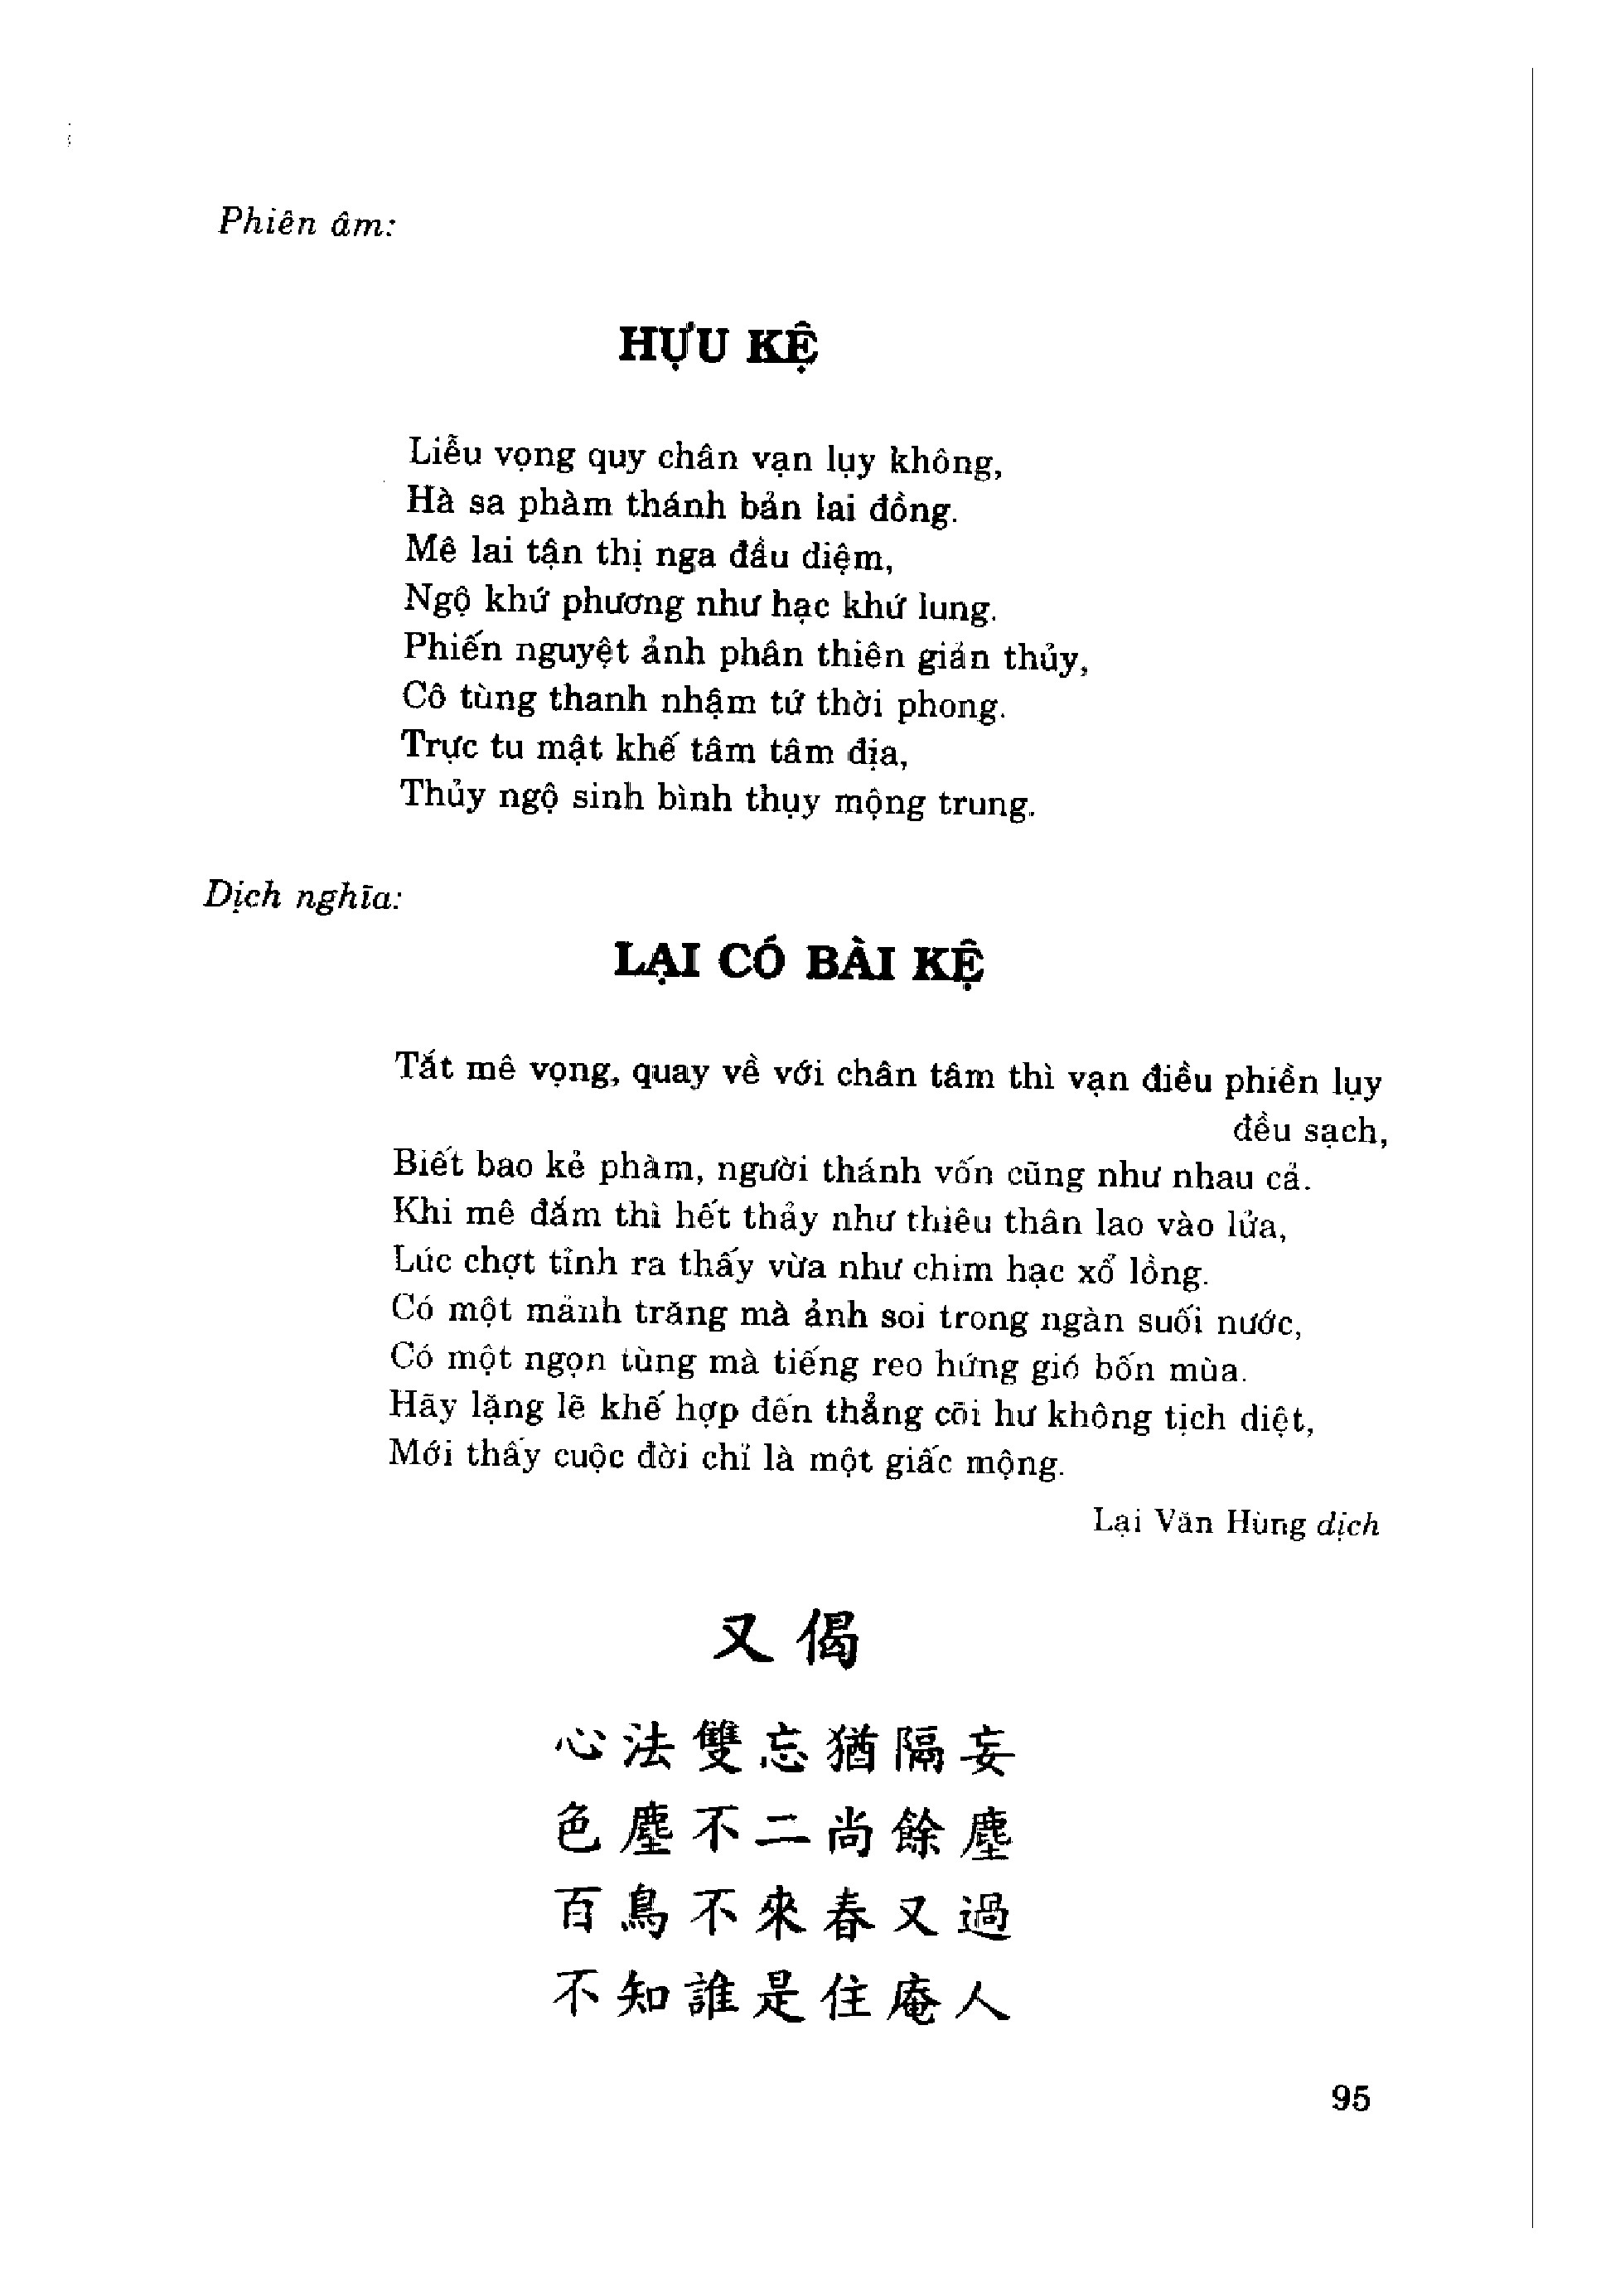 Phiên âm:
HỰU KỆ
Liễu vọng quy chân vạn lụy không,
Hà sa phàm thánh bản lai đồng.
Mê lai tận thị nga đầu diệm,
Ngộ khứ phương như hạc khứ lung.
Phiến nguyệt ảnh phân thiên giản thủy,
Cô tùng thanh nhậm tứ thời phong.
Trực tu mật khế tâm tâm địa,
Thủy ngộ sinh bình thụy mộng trung.
Dịch nghĩa:
LẠI CÓ BÀI KỆ
Tắt mê vọng, quay về với chân tâm thì vạn điều phiền lụy
đều sạch,
Biết bao kẻ phàm, người thánh vốn cũng như nhau cả.
Khi mê đắm thì hết thảy như thiêu thân lao vào lửa,
Lúc chợt tỉnh ra thấy vừa như chim hạc xổ lồng.
Có một mảnh trăng mà ảnh soi trong ngàn suối nước,
Có một ngọn tùng mà tiếng reo hứng gió bốn mùa.
Hãy lặng lẽ khế hợp đến thẳng cõi hư không tịch diệt,
Mới thấy cuộc đời chỉ là một giấc mộng.
Lại Văn Hùng dịch
又偈
心法雙忘猶隔妄
色塵不二尚餘塵
百鳥不來春又過
不知誰是住庵人
95